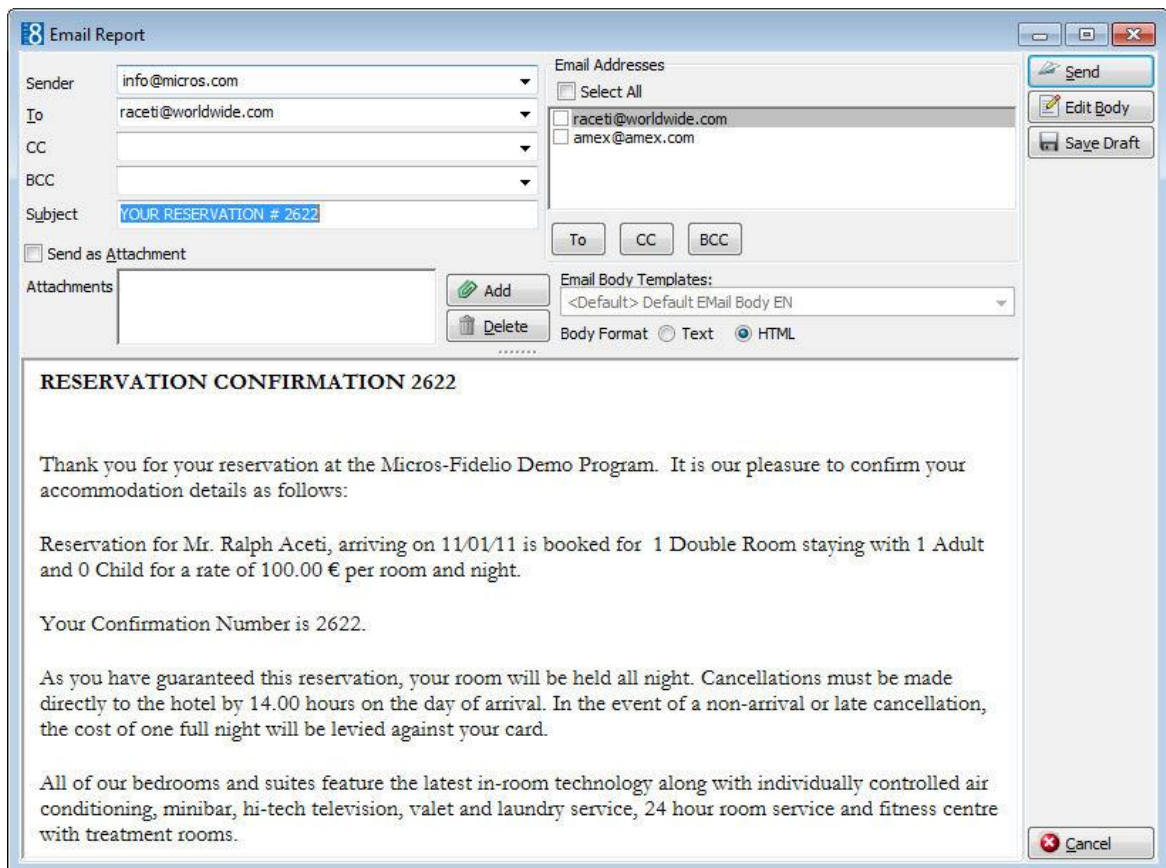 8 Email Report
Sender info@micros.com
To raceti@worldwide.com
CC
BCC
Subject YOUR RESERVATION # 2622
Send as Attachment
Attachments
Add
Delete
Email Addresses
Select All
raceti@worldwide.com
amex@amex.com
To CC BCC
Email Body Templates:
<Default> Default EMail Body EN
Body Format Text HTML
Send
Edit Body
Save Draft
RESERVATION CONFIRMATION 2622
Thank you for your reservation at the Micros-Fidelio Demo Program. It is our pleasure to confirm your
accommodation details as follows:
Reservation for Mr. Ralph Aceti, arriving on 11/01/11 is booked for 1 Double Room staying with 1 Adult
and 0 Child for a rate of 100.00 € per room and night.
Your Confirmation Number is 2622.
As you have guaranteed this reservation, your room will be held all night. Cancellations must be made
directly to the hotel by 14.00 hours on the day of arrival. In the event of a non-arrival or late cancellation,
the cost of one full night will be levied against your card.
All of our bedrooms and suites feature the latest in-room technology along with individually controlled air
conditioning, minibar, hi-tech television, valet and laundry service, 24 hour room service and fitness centre
with treatment rooms.
Cancel